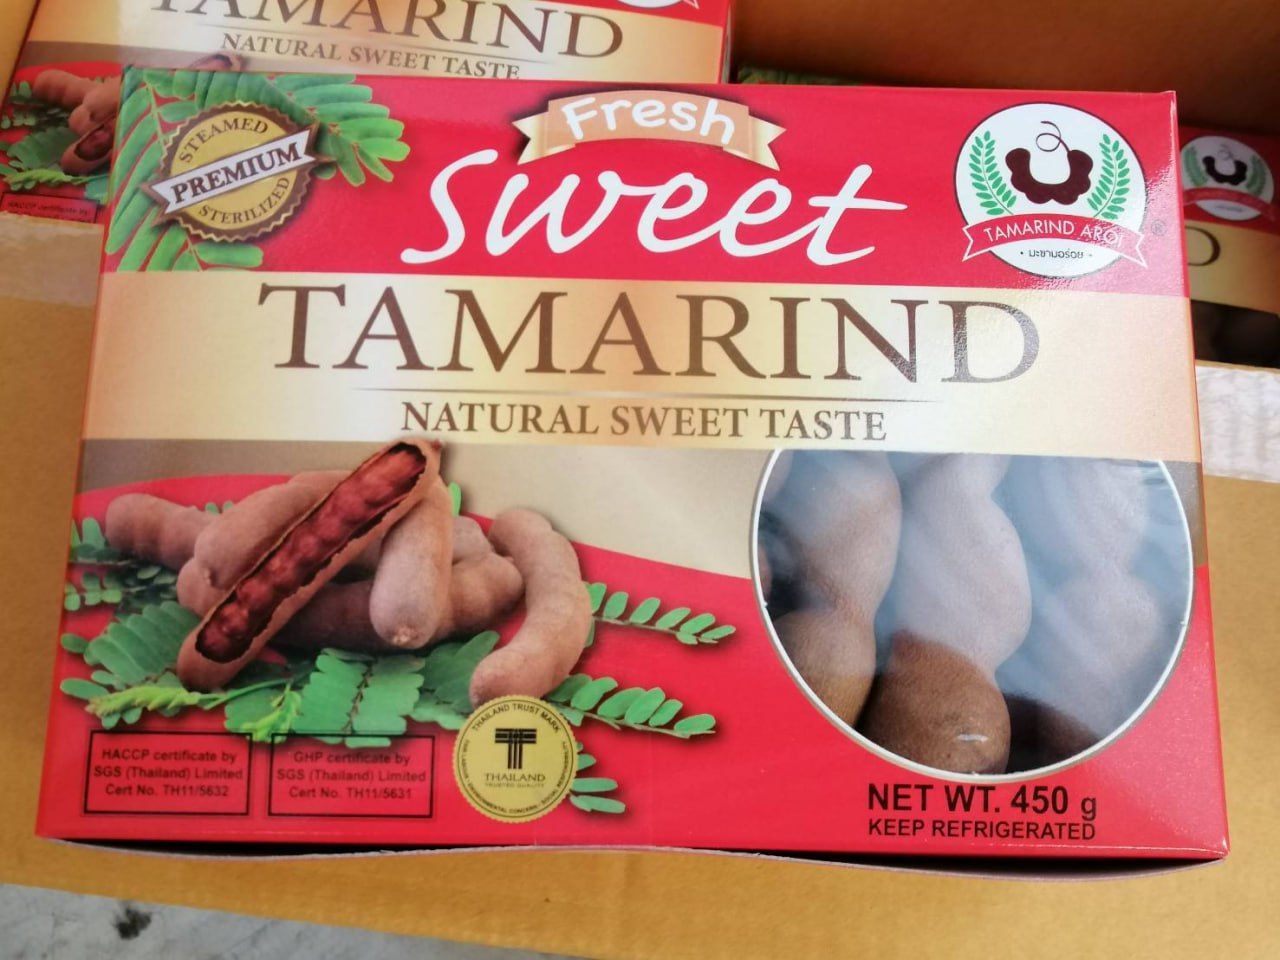 TAMARIND
NATURAL SWEET TASTE
STEAMED
PREMIUM
STERILIZED
Fresh
sweet
TAMARIND AROI
®
• มะขามอร่อย •
TAMARIND
NATURAL SWEET TASTE
HACCP certificate by
SGS (Thailand) Limited
Cert No. TH11/5632
GHP certificate by
SGS (Thailand) Limited
Cert No. TH11/5631
THAILAND TRUST MARK
THAILAND
TRUSTED QUALITY
NET WT. 450 g
KEEP REFRIGERATED